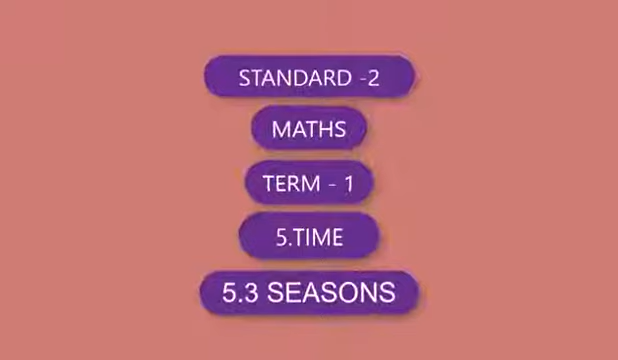 STANDARD -2
MATHS
TERM - 1
5.TIME
5.3 SEASONS